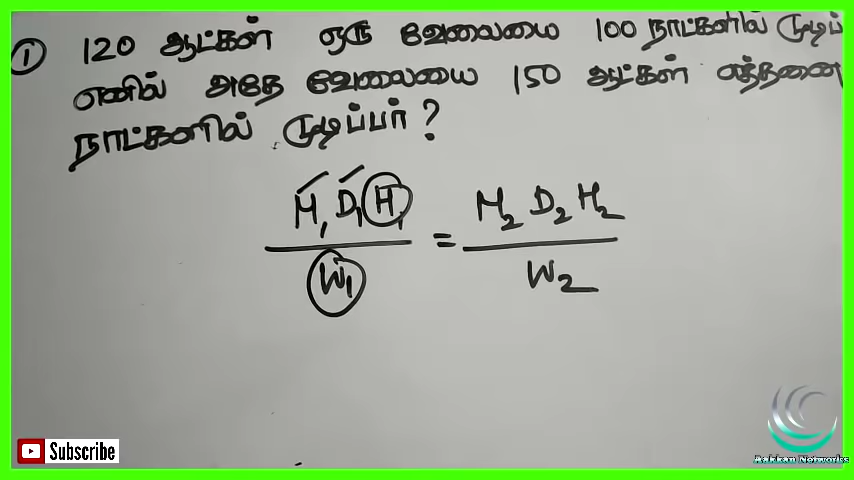 ① 120 ஆட்கள் ஒரு வேலையை 100 நாட்களில் முடிப்
எனில் அதே வேலையை 150 ஆட்கள் எத்தனை
நாட்களில் முடிப்பர் ?
M₁ D₁ H₁ = M₂ D₂ H₂
W₁ W₂
Subscribe